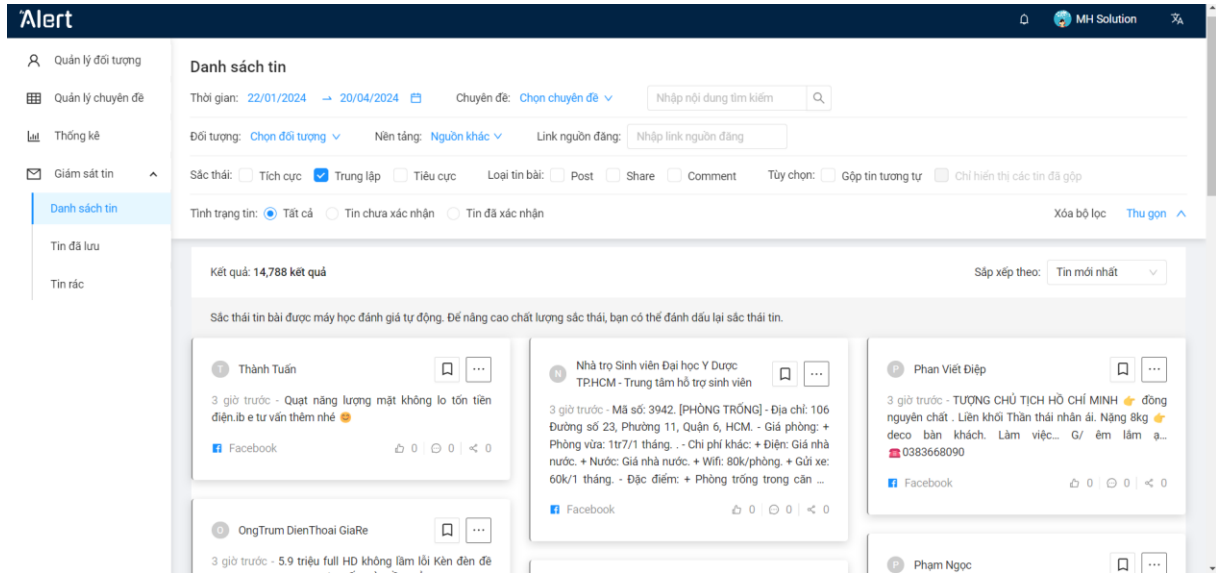 Alert
MH Solution
Quản lý đối tượng
Quản lý chuyên đề
Thống kê
Giám sát tin
Danh sách tin
Tin đã lưu
Tin rác
Danh sách tin
Thời gian: 22/01/2024 → 20/04/2024 Chuyên đề: Chọn chuyên đề Nhập nội dung tìm kiếm
Đối tượng: Chọn đối tượng Nền tảng: Nguồn khác Link nguồn đăng: Nhập link nguồn đăng
Sắc thái: Tích cực Trung lập Tiêu cực Loại tin bài: Post Share Comment Tùy chọn: Gộp tin tương tự Chỉ hiển thị các tin đã gộp
Tình trạng tin: Tất cả Tin chưa xác nhận Tin đã xác nhận Xóa bộ lọc Thu gọn
Kết quả: 14,788 kết quả Sắp xếp theo: Tin mới nhất
Sắc thái tin bài được máy học đánh giá tự động. Để nâng cao chất lượng sắc thái, bạn có thể đánh dấu lại sắc thái tin.
T Thành Tuấn
3 giờ trước - Quạt năng lượng mặt không lo tốn tiền
điện.ib e tư vấn thêm nhé 😊
Facebook 0 0 0
O OngTrum DienThoai GiaRe
3 giờ trước - 5.9 triệu full HD không lầm lỗi Kèn đèn đề
N Nhà trọ Sinh viên Đại học Y Dược
TP.HCM - Trung tâm hỗ trợ sinh viên
3 giờ trước - Mã số: 3942. [PHÒNG TRỐNG] - Địa chỉ: 106
Đường số 23, Phường 11, Quận 6, HCM. - Giá phòng: +
Phòng vừa: 1tr7/1 tháng. . - Chi phí khác: + Điện: Giá nhà
nước. + Nước: Giá nhà nước. + Wifi: 80k/phòng. + Gửi xe:
60k/1 tháng. - Đặc điểm: + Phòng trống trong căn ...
Facebook 0 0 0
P Phan Viết Điệp
3 giờ trước - TƯỢNG CHỦ TỊCH HỒ CHÍ MINH 👉 đồng
nguyên chất . Liền khối Thần thái nhân ái. Nặng 8kg 👉
deco bàn khách. Làm việc... G/ êm lắm ạ...
☎️0383668090
Facebook 0 0 0
P Phạm Ngọc